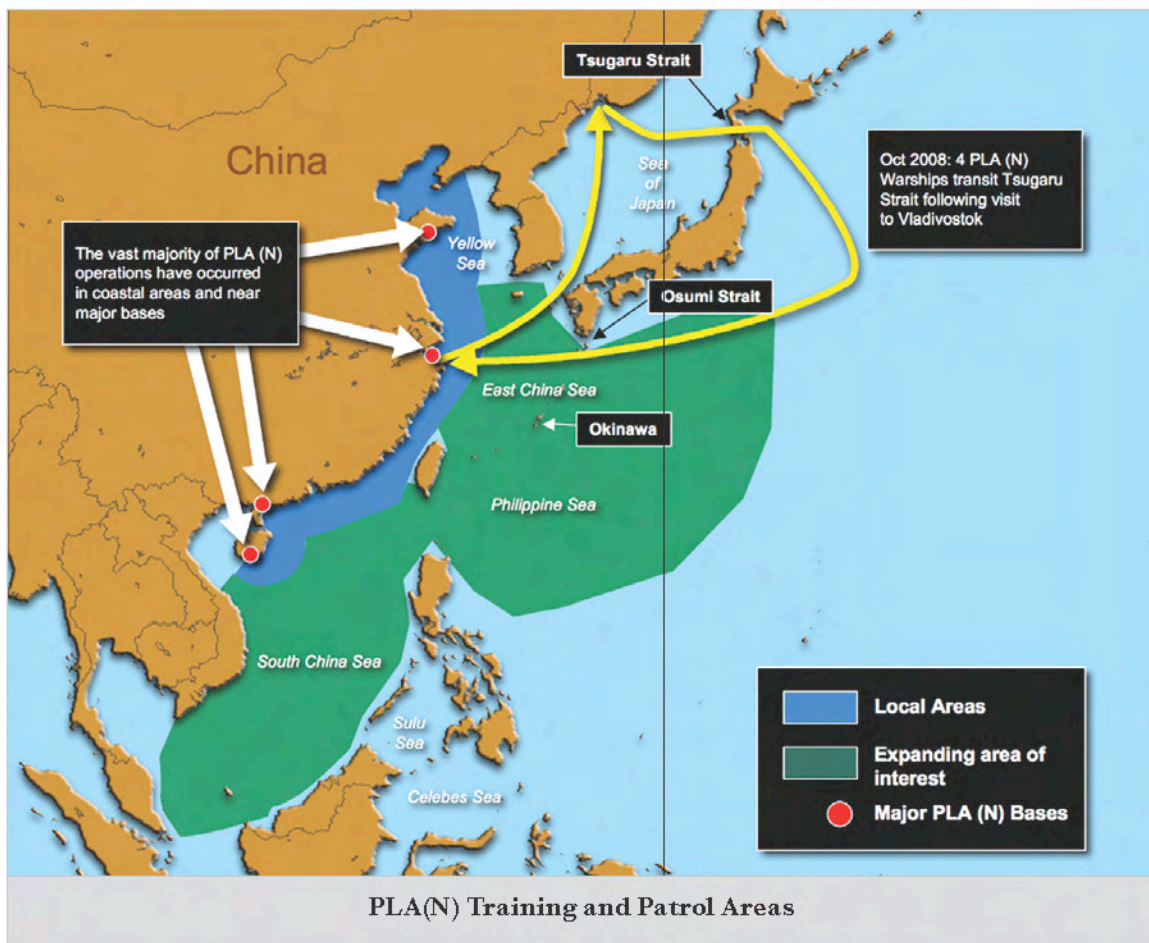 Tsugaru Strait
China
Sea
of
Japan
Oct 2008: 4 PLA (N)
Warships transit Tsugaru
Strait following visit
to Vladivostok
The vast majority of PLA (N)
operations have occurred
in coastal areas and near
major bases
Yellow
Sea
Osumi Strait
East China Sea
Okinawa
Philippine Sea
South China Sea
Sulu
Sea
Celebes Sea
Local Areas
Expanding area of
interest
Major PLA (N) Bases
PLA(N) Training and Patrol Areas